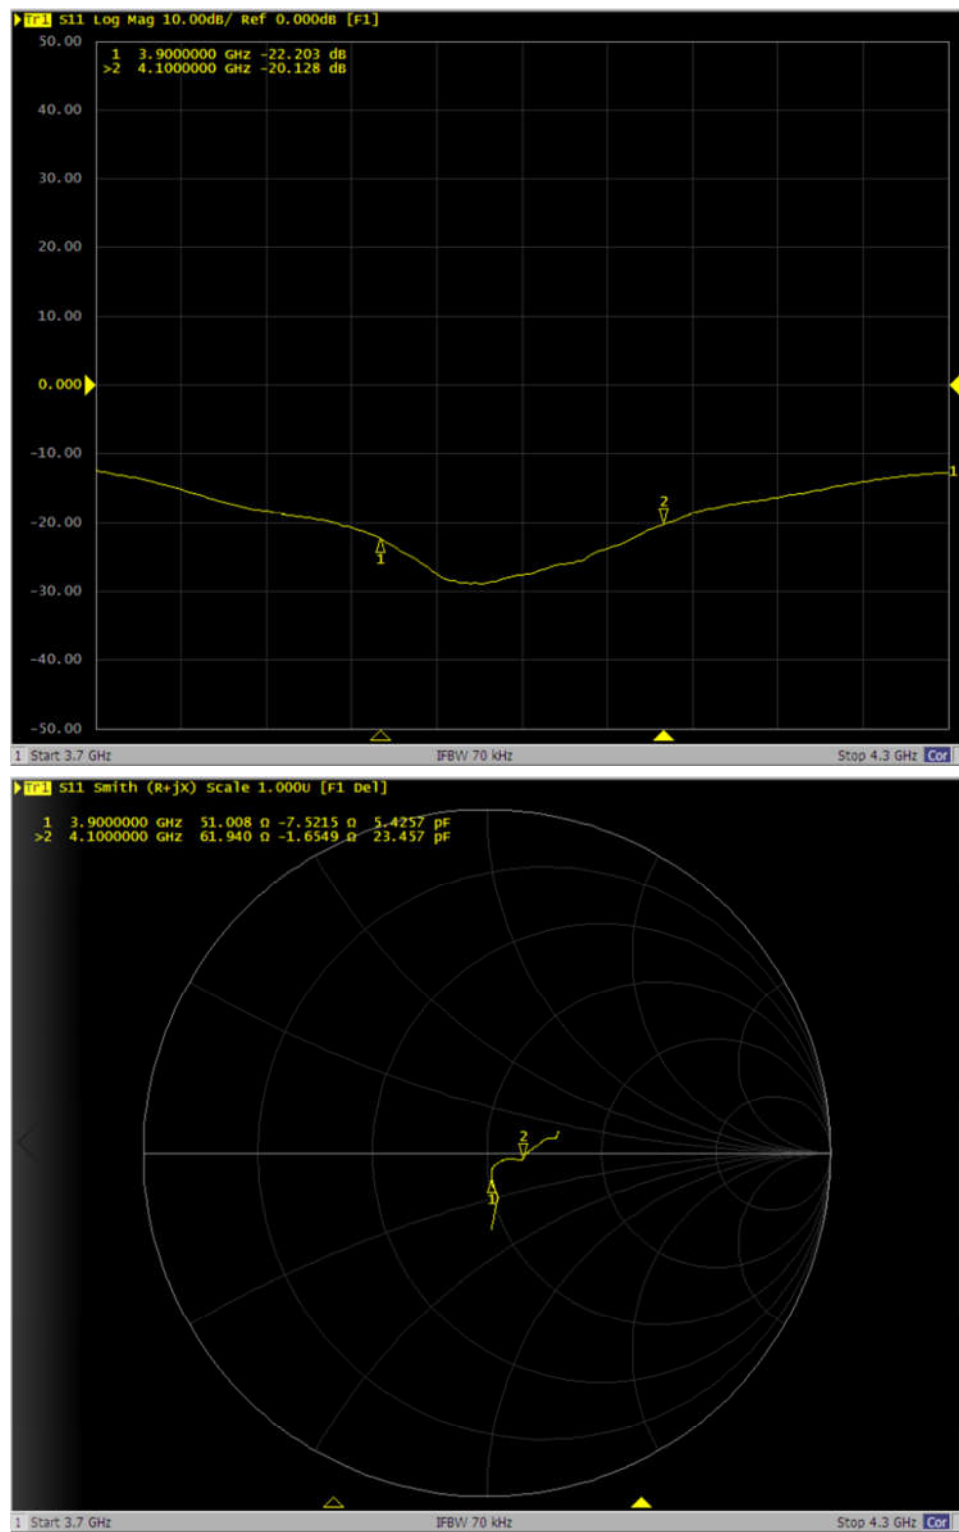 Tr1 S11 Log Mag 10.00dB/ Ref 0.000dB [F1]
50.00
1 3.9000000 GHz -22.203 dB
>2 4.1000000 GHz -20.128 dB
40.00
30.00
20.00
10.00
0.000
-10.00
1
2
-20.00
1
-30.00
-40.00
-50.00
1 Start 3.7 GHz IFBW 70 kHz Stop 4.3 GHz Cor
Tr1 S11 Smith (R+jX) Scale 1.000U [F1 Del]
1 3.9000000 GHz 51.008 Ω -7.5215 Ω 5.4257 pF
>2 4.1000000 GHz 61.940 Ω -1.6549 Ω 23.457 pF
2
1
1 Start 3.7 GHz IFBW 70 kHz Stop 4.3 GHz Cor